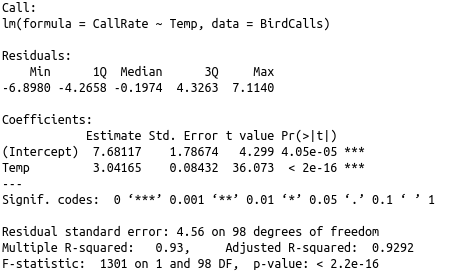 Call:
lm(formula = CallRate ~ Temp, data = BirdCalls)
Residuals:
Min 1Q Median 3Q Max
-6.8980 -4.2658 -0.1974 4.3263 7.1140
Coefficients:
Estimate Std. Error t value Pr(>|t|)
(Intercept) 7.68117 1.78674 4.299 4.05e-05 ***
Temp 3.04165 0.08432 36.073 < 2e-16 ***
---
Signif. codes: 0 ‘***’ 0.001 ‘**’ 0.01 ‘*’ 0.05 ‘.’ 0.1 ‘ ’ 1
Residual standard error: 4.56 on 98 degrees of freedom
Multiple R-squared: 0.93, Adjusted R-squared: 0.9292
F-statistic: 1301 on 1 and 98 DF, p-value: < 2.2e-16